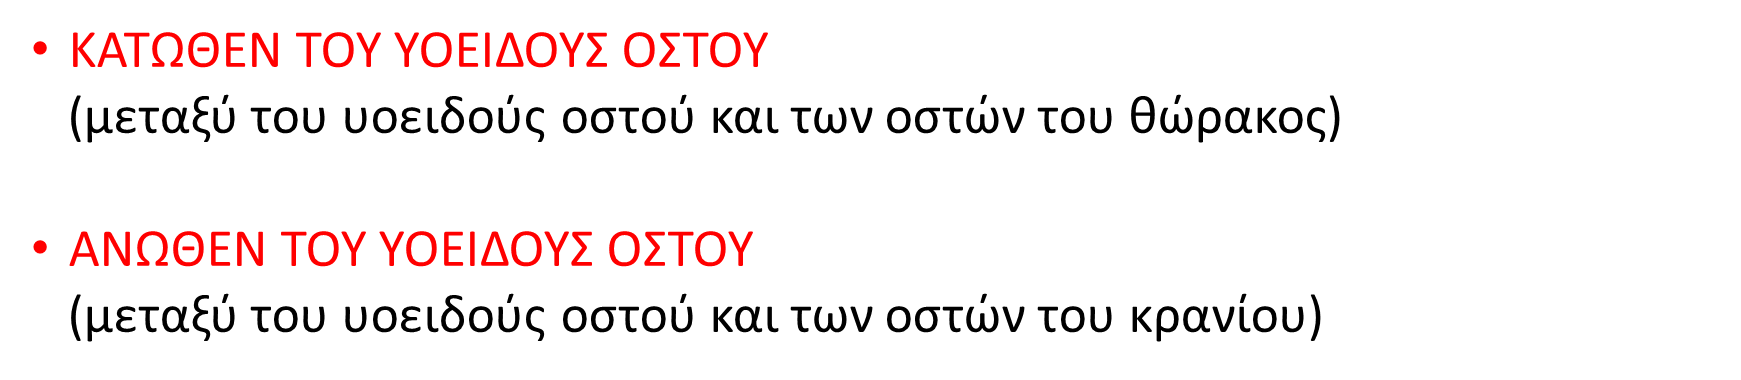 • ΚΑΤΩΘΕΝ ΤΟΥ ΥΟΕΙΔΟΥΣ ΟΣΤΟΥ
(μεταξύ του υοειδούς οστού και των οστών του θώρακος)
• ΑΝΩΘΕΝ ΤΟΥ ΥΟΕΙΔΟΥΣ ΟΣΤΟΥ
(μεταξύ του υοειδούς οστού και των οστών του κρανίου)